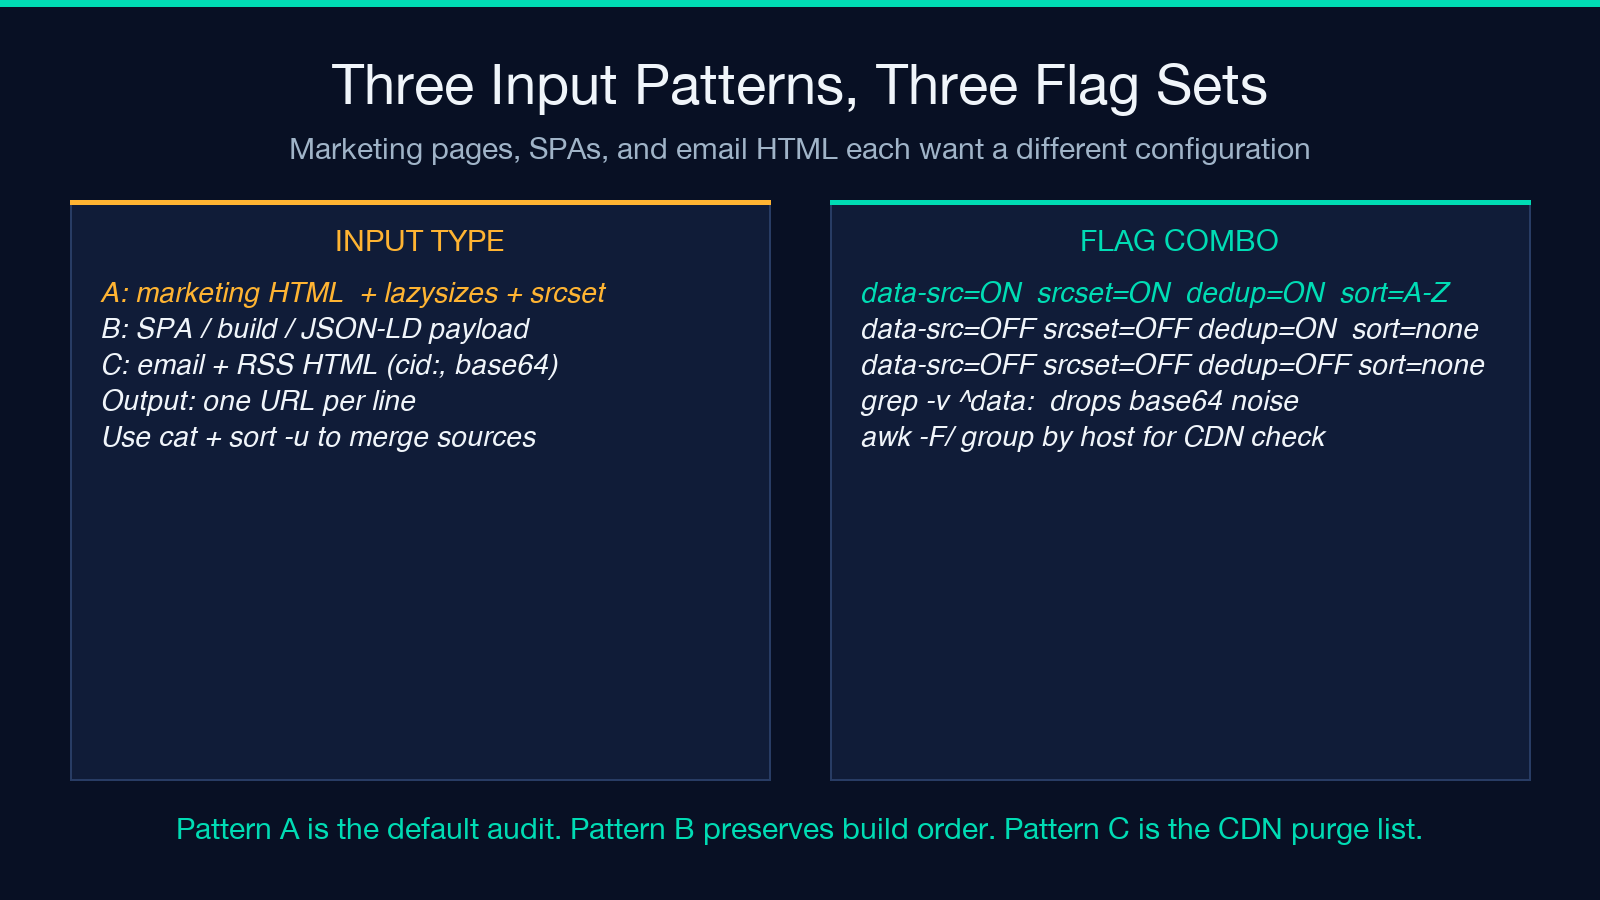 Three Input Patterns, Three Flag Sets
Marketing pages, SPAs, and email HTML each want a different configuration
INPUT TYPE
A: marketing HTML  + lazysizes + srcset
B: SPA / build / JSON-LD payload
C: email + RSS HTML (cid:, base64)
Output: one URL per line
Use cat + sort -u to merge sources
FLAG COMBO
data-src=ON  srcset=ON  dedup=ON  sort=A-Z
data-src=OFF srcset=OFF dedup=ON  sort=none
data-src=OFF srcset=OFF dedup=OFF sort=none
grep -v ^data:  drops base64 noise
awk -F/ group by host for CDN check
Pattern A is the default audit. Pattern B preserves build order. Pattern C is the CDN purge list.